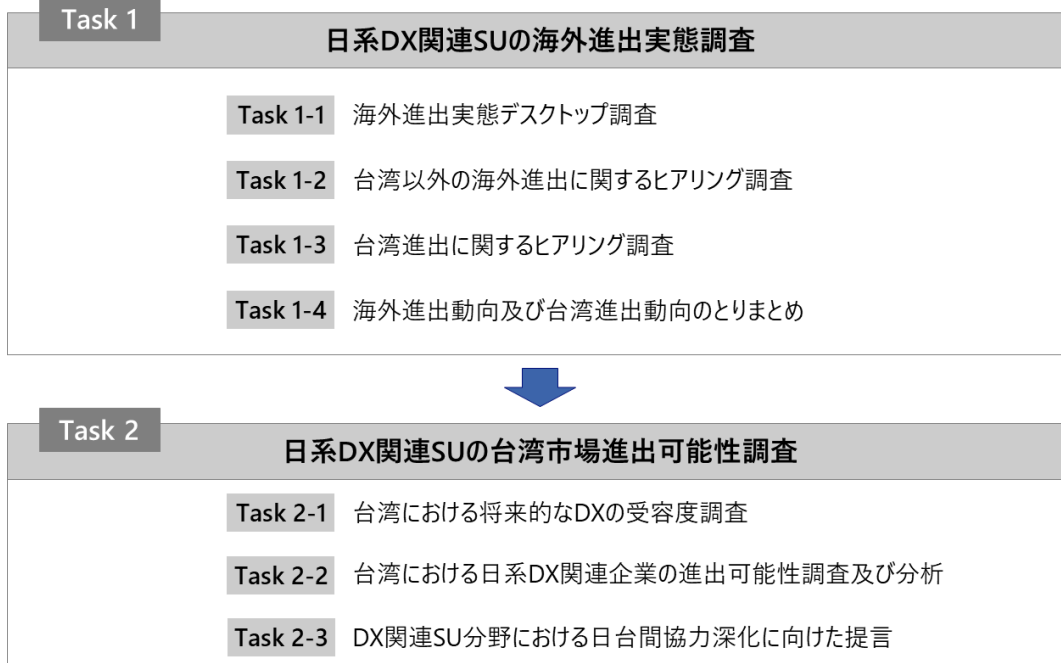 Task 1
日系DX関連SUの海外進出実態調査
Task 1-1 海外進出実態デスクトップ調査
Task 1-2 台湾以外の海外進出に関するヒアリング調査
Task 1-3 台湾進出に関するヒアリング調査
Task 1-4 海外進出動向及び台湾進出動向のとりまとめ
Task 2
日系DX関連SUの台湾市場進出可能性調査
Task 2-1 台湾における将来的なDXの受容度調査
Task 2-2 台湾における日系DX関連企業の進出可能性調査及び分析
Task 2-3 DX関連SU分野における日台間協力深化に向けた提言